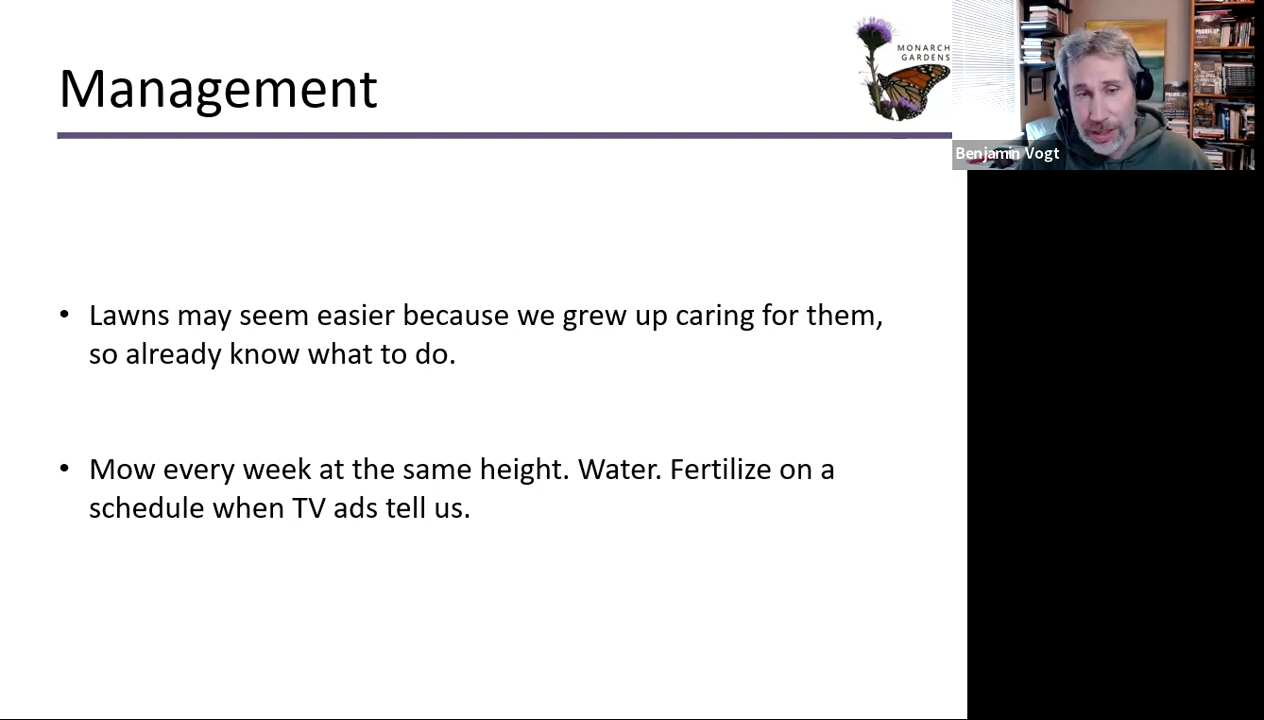 Management
MONARCH
GARDENS
Benjamin Vogt
• Lawns may seem easier because we grew up caring for them,
so already know what to do.
• Mow every week at the same height. Water. Fertilize on a
schedule when TV ads tell us.